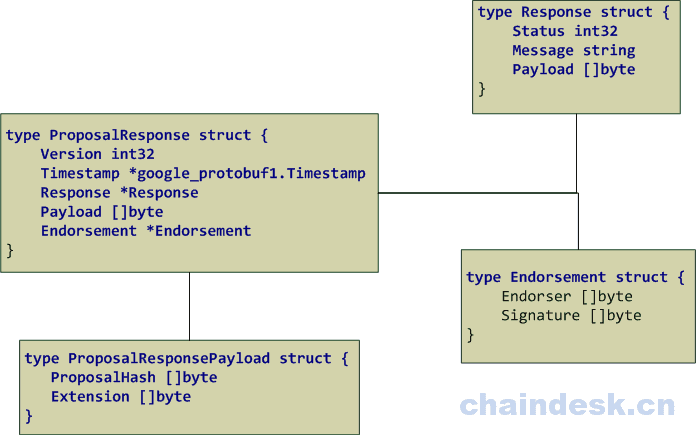 type Response struct {
Status int32
Message string
Payload []byte
}
type ProposalResponse struct {
Version int32
Timestamp *google_protobuf1.Timestamp
Response *Response
Payload []byte
Endorsement *Endorsement
}
type Endorsement struct {
Endorser []byte
Signature []byte
}
type ProposalResponsePayload struct {
ProposalHash []byte
Extension []byte
}
chaindesk.cn